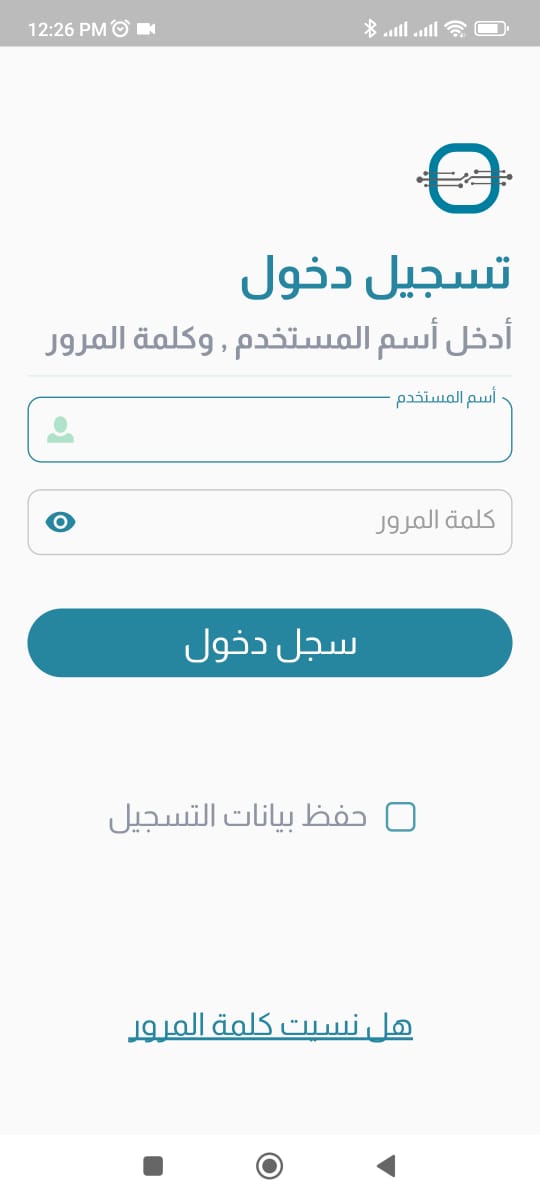 12:26 PM
تسجيل دخول
أدخل أسم المستخدم , وكلمة المرور
أسم المستخدم
كلمة المرور
سجل دخول
حفظ بيانات التسجيل
هل نسيت كلمة المرور